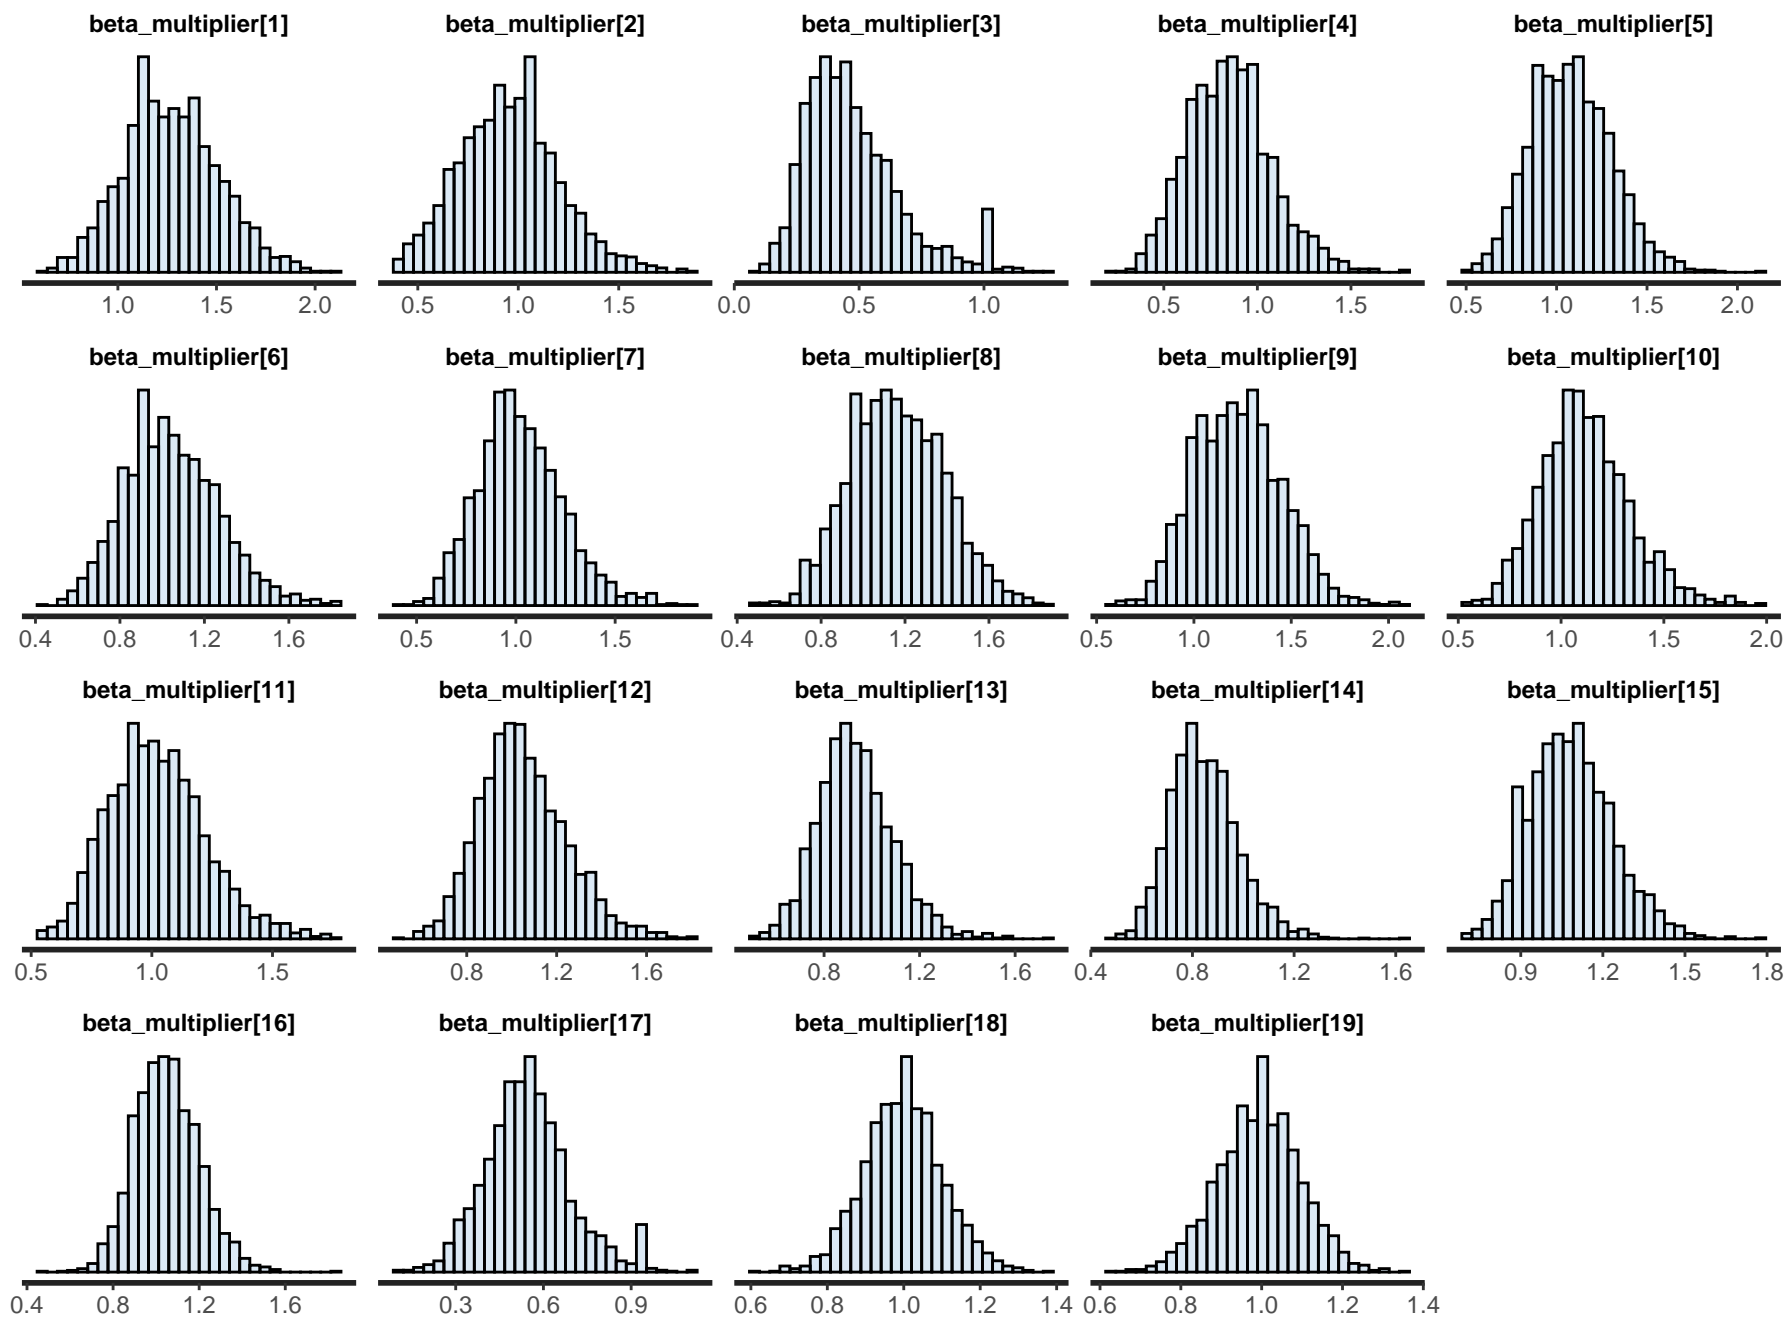 beta_multiplier[1] beta_multiplier[2] beta_multiplier[3] beta_multiplier[4] beta_multiplier[5]
1.0 1.5 2.0 0.5 1.0 1.5 0.0 0.5 1.0 0.5 1.0 1.5 0.5 1.0 1.5 2.0
beta_multiplier[6] beta_multiplier[7] beta_multiplier[8] beta_multiplier[9] beta_multiplier[10]
0.4 0.8 1.2 1.6 0.5 1.0 1.5 0.4 0.8 1.2 1.6 0.5 1.0 1.5 2.0 0.5 1.0 1.5 2.0
beta_multiplier[11] beta_multiplier[12] beta_multiplier[13] beta_multiplier[14] beta_multiplier[15]
0.5 1.0 1.5 0.8 1.2 1.6 0.8 1.2 1.6 0.4 0.8 1.2 1.6 0.9 1.2 1.5 1.8
beta_multiplier[16] beta_multiplier[17] beta_multiplier[18] beta_multiplier[19]
0.4 0.8 1.2 1.6 0.3 0.6 0.9 0.6 0.8 1.0 1.2 1.4 0.6 0.8 1.0 1.2 1.4